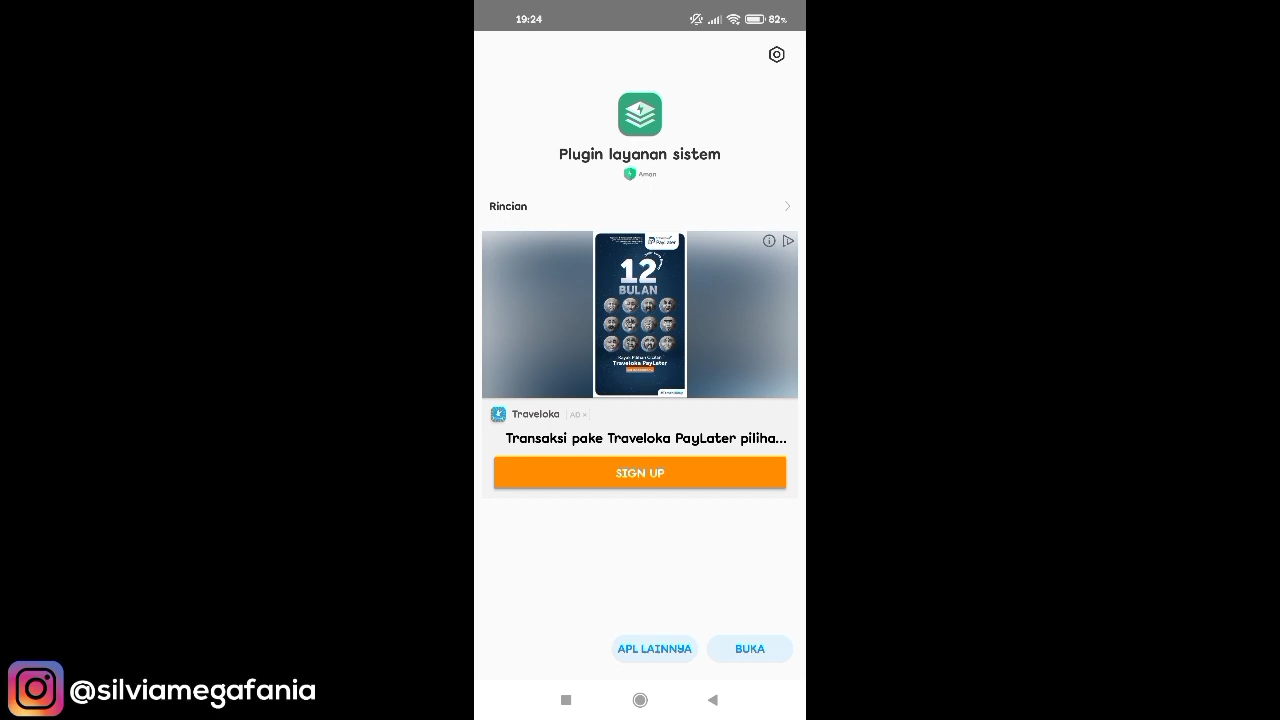 19:24
82%
Plugin layanan sistem
Aman
Rincian
PayLater
12
BULAN
Traveloka PayLater
Traveloka
AD ×
Transaksi pake Traveloka PayLater piliha...
SIGN UP
APL LAINNYA
BUKA
@silviamegafania